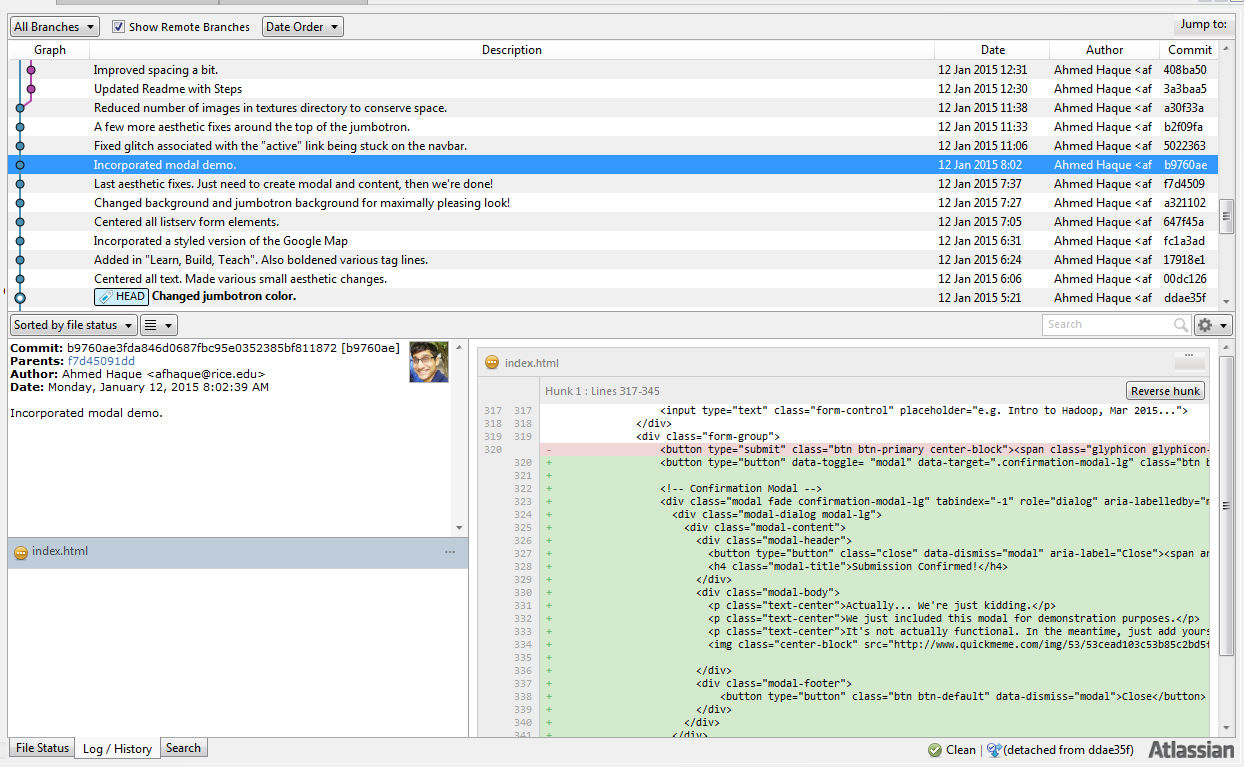 All Branches Show Remote Branches Date Order Jump to:
Graph Description Date Author Commit
Improved spacing a bit. 12 Jan 2015 12:31 Ahmed Haque <af 408ba50
Updated Readme with Steps 12 Jan 2015 12:30 Ahmed Haque <af 3a3baa5
Reduced number of images in textures directory to conserve space. 12 Jan 2015 11:38 Ahmed Haque <af a30f33a
A few more aesthetic fixes around the top of the jumbotron. 12 Jan 2015 11:33 Ahmed Haque <af b2f09fa
Fixed glitch associated with the "active" link being stuck on the navbar. 12 Jan 2015 11:06 Ahmed Haque <af 5022363
Incorporated modal demo. 12 Jan 2015 8:02 Ahmed Haque <af b9760ae
Last aesthetic fixes. Just need to create modal and content, then we're done! 12 Jan 2015 7:37 Ahmed Haque <af f7d4509
Changed background and jumbotron background for maximally pleasing look! 12 Jan 2015 7:27 Ahmed Haque <af a321102
Centered all listserv form elements. 12 Jan 2015 7:05 Ahmed Haque <af 647f45a
Incorporated a styled version of the Google Map 12 Jan 2015 6:31 Ahmed Haque <af fc1a3ad
Added in "Learn, Build, Teach". Also boldened various tag lines. 12 Jan 2015 6:24 Ahmed Haque <af 17918e1
Centered all text. Made various small aesthetic changes. 12 Jan 2015 6:06 Ahmed Haque <af 00dc126
HEAD Changed jumbotron color. 12 Jan 2015 5:21 Ahmed Haque <af ddae35f
Sorted by file status Search
Commit: b9760ae3fda846d0687fbc95e0352385bf811872 [b9760ae]
Parents: f7d45091dd
Author: Ahmed Haque <afhaque@rice.edu>
Date: Monday, January 12, 2015 8:02:39 AM
Incorporated modal demo.
index.html ...
index.html ...
Hunk 1 : Lines 317-345 Reverse hunk
317 317 <input type="text" class="form-control" placeholder="e.g. Intro to Hadoop, Mar 2015...">
318 318 </div>
319 319 <div class="form-group">
320 - <button type="submit" class="btn btn-primary center-block"><span class="glyphicon glyphicon-
320 + <button type="button" data-toggle= "modal" data-target=".confirmation-modal-lg" class="btn b
321 +
322 + <!-- Confirmation Modal -->
323 + <div class="modal fade confirmation-modal-lg" tabindex="-1" role="dialog" aria-labelledby="m
324 + <div class="modal-dialog modal-lg">
325 + <div class="modal-content">
326 + <div class="modal-header">
327 + <button type="button" class="close" data-dismiss="modal" aria-label="Close"><span ar
328 + <h4 class="modal-title">Submission Confirmed!</h4>
329 + </div>
330 + <div class="modal-body">
331 + <p class="text-center">Actually... We're just kidding.</p>
332 + <p class="text-center">We just included this modal for demonstration purposes.</p>
333 + <p class="text-center">It's not actually functional. In the meantime, just add yours
334 + <img class="center-block" src="http://www.quickmeme.com/img/53/53cead103c53b85c2bd5f
335 +
336 + </div>
337 + <div class="modal-footer">
338 + <button type="button" class="btn btn-default" data-dismiss="modal">Close</button>
339 + </div>
340 + </div>
341 + </div>
File Status Log / History Search Clean (detached from ddae35f) Atlassian